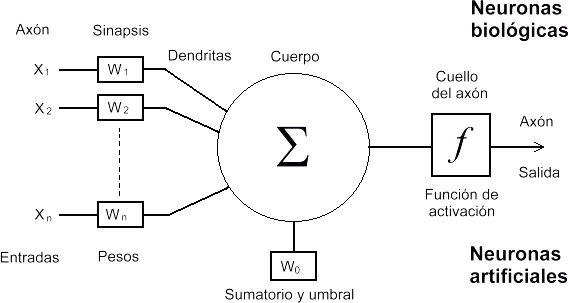 Neuronas
biológicas
Axón
Sinapsis
Dendritas
Cuerpo
Cuello
del axón
Axón
X1
W1
X2
W2
Σ
f
Salida
Xn
Wn
Función de
activación
Entradas
Pesos
W0
Sumatorio y umbral
Neuronas
artificiales